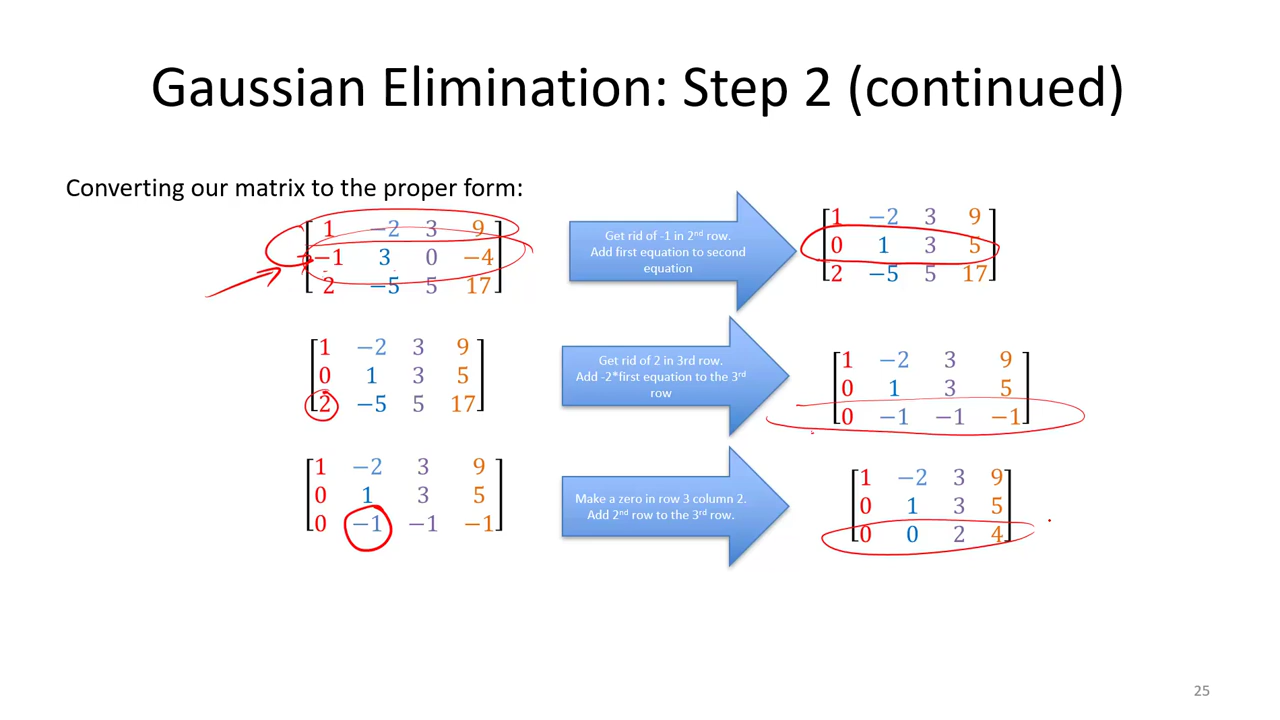 Gaussian Elimination: Step 2 (continued)
Converting our matrix to the proper form:
1 −2 3 9
−1 3 0 −4
2 −5 5 17
Get rid of -1 in 2nd row.
Add first equation to second
equation
1 −2 3 9
0 1 3 5
2 −5 5 17
1 −2 3 9
0 1 3 5
2 −5 5 17
Get rid of 2 in 3rd row.
Add -2*first equation to the 3rd
row
1 −2 3 9
0 1 3 5
0 −1 −1 −1
1 −2 3 9
0 1 3 5
0 −1 −1 −1
Make a zero in row 3 column 2.
Add 2nd row to the 3rd row.
1 −2 3 9
0 1 3 5
0 0 2 4
25